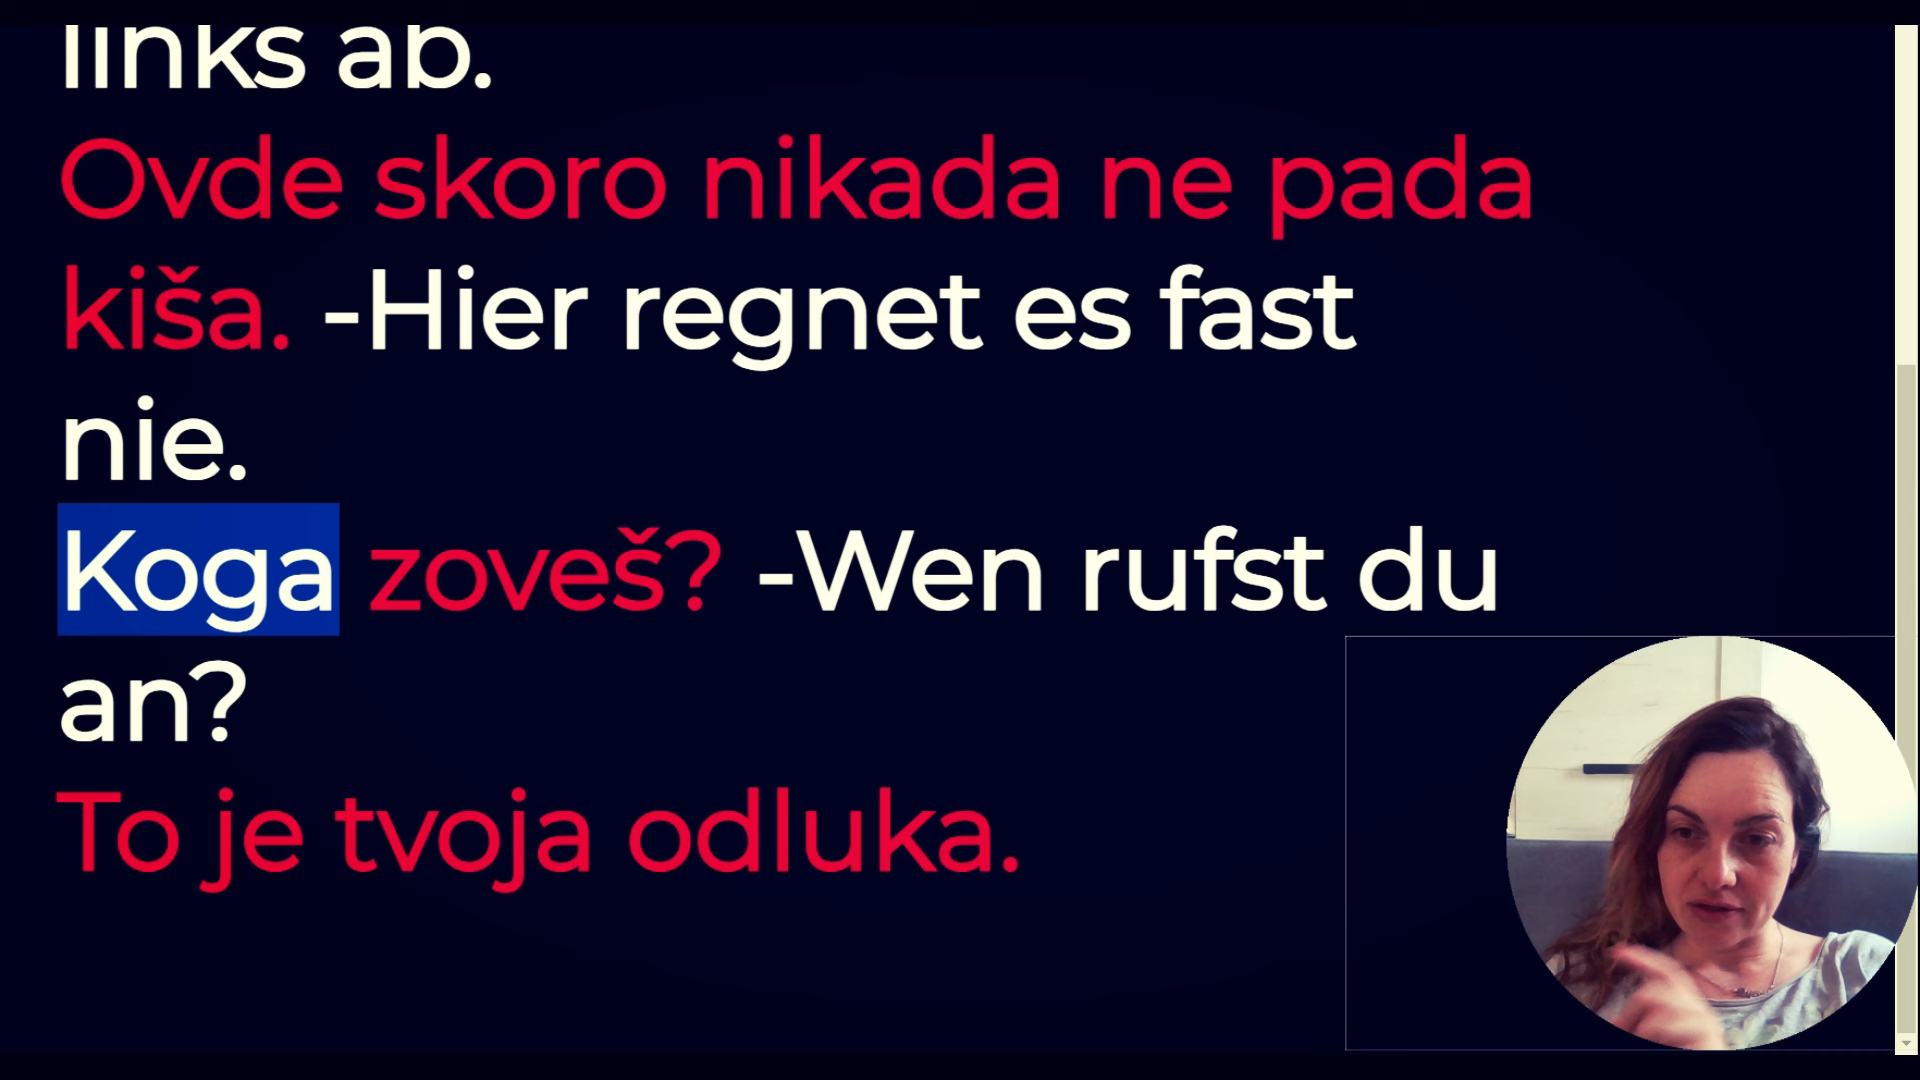 links ab.
Ovde skoro nikada ne pada
kiša. -Hier regnet es fast
nie.
Koga zoveš? -Wen rufst du
an?
To je tvoja odluka.